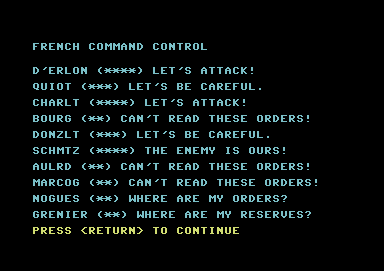 FRENCH COMMAND CONTROL
D'ERLON (****) LET'S ATTACK!
QUIOT (***) LET'S BE CAREFUL.
CHARLT (****) LET'S ATTACK!
BOURG (**) CAN'T READ THESE ORDERS!
DONZLT (***) LET'S BE CAREFUL.
SCHMTZ (****) THE ENEMY IS OURS!
AULRD (**) CAN'T READ THESE ORDERS!
MARCOG (**) CAN'T READ THESE ORDERS!
NOGUES (**) WHERE ARE MY ORDERS?
GRENIER (**) WHERE ARE MY RESERVES?
PRESS <RETURN> TO CONTINUE